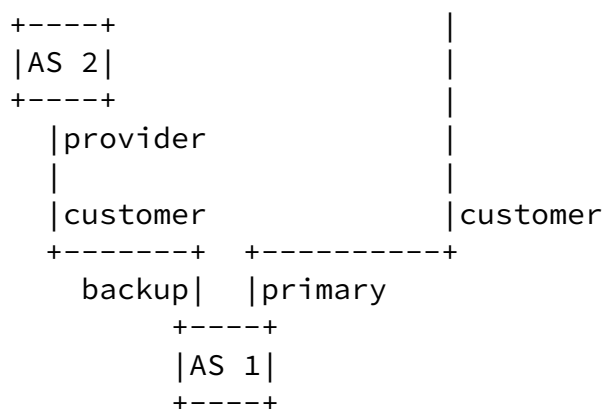 AS 2
provider
customer customer
backup primary
AS 1